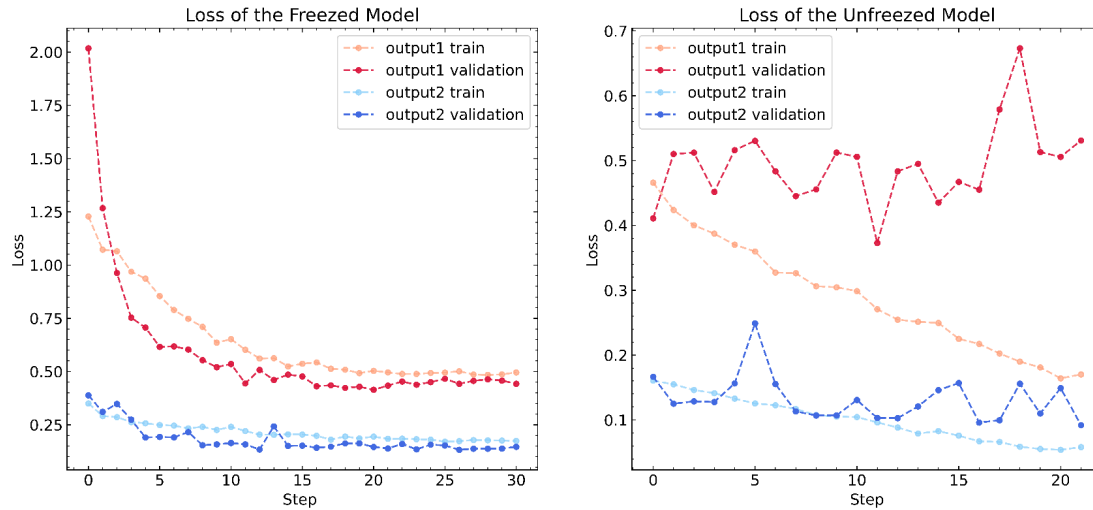 Loss of the Freezed Model
2.00
1.75
1.50
1.25
1.00
0.75
0.50
0.25
Loss
0
5
10
15
20
25
30
Step
output1 train
output1 validation
output2 train
output2 validation
Loss of the Unfreezed Model
0.7
0.6
0.5
0.4
0.3
0.2
0.1
Loss
0
5
10
15
20
Step
output1 train
output1 validation
output2 train
output2 validation